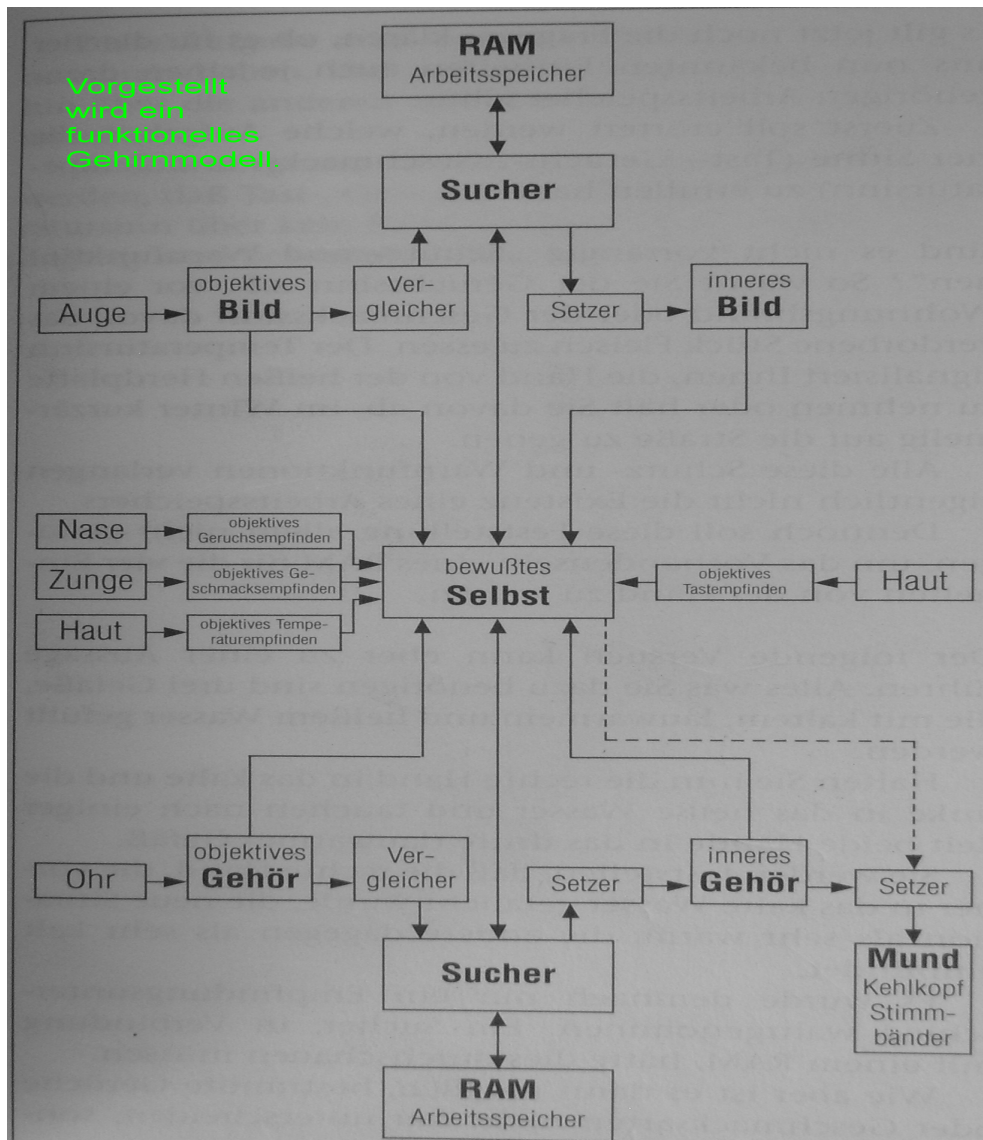 RAM
Arbeitsspeicher
Vorgestellt
wird ein
funktionelles
Gehirnmodell
Sucher
Auge
objektives
Bild
Ver-
gleicher
Setzer
inneres
Bild
Nase
objektives
Geruchsempfinden
Zunge
objektives Ge-
schmacksempfinden
Haut
objektives Tempe-
raturempfinden
bewußtes
Selbst
objektives
Tastempfinden
Haut
Ohr
objektives
Gehör
Ver-
gleicher
Setzer
inneres
Gehör
Setzer
Sucher
Mund
Kehlkopf
Stimm-
bänder
RAM
Arbeitsspeicher